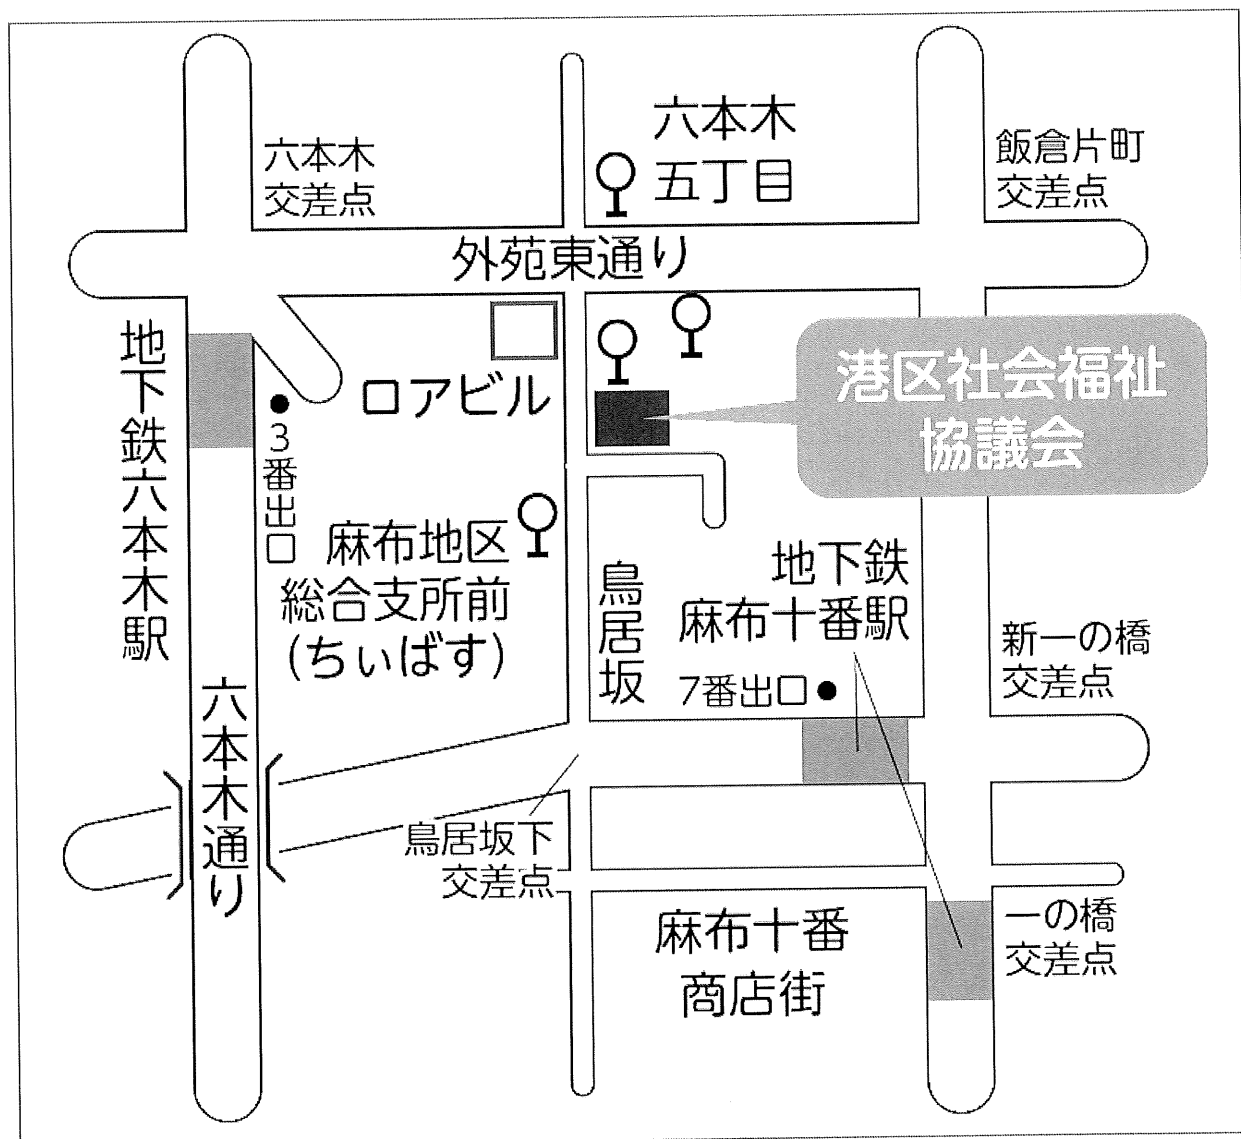 六本木
五丁目
六本木
交差点
飯倉片町
交差点
外苑東通り
地下鉄六本木駅
ロアビル
港区社会福祉
協議会
3番出口
麻布地区
総合支所前
(ちぃばす)
鳥居坂
地下鉄
麻布十番駅
7番出口
新一の橋
交差点
六本木通り
鳥居坂下
交差点
麻布十番
商店街
一の橋
交差点